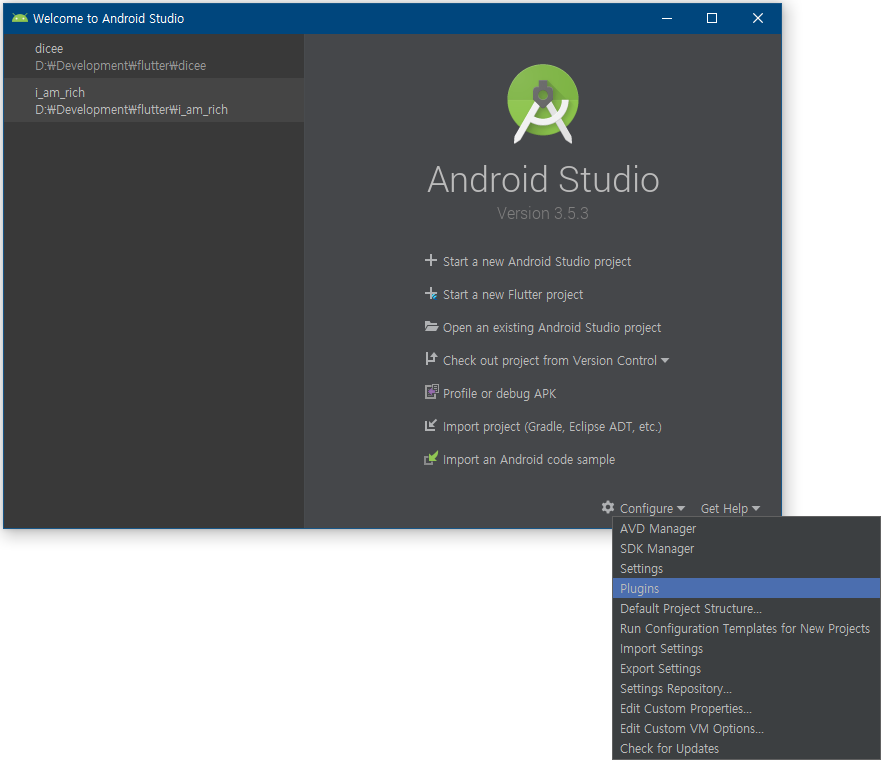 Welcome to Android Studio
dicee
D:₩Development₩flutter₩dicee
i_am_rich
D:₩Development₩flutter₩i_am_rich
Android Studio
Version 3.5.3
Start a new Android Studio project
Start a new Flutter project
Open an existing Android Studio project
Check out project from Version Control
Profile or debug APK
Import project (Gradle, Eclipse ADT, etc.)
Import an Android code sample
Configure Get Help
AVD Manager
SDK Manager
Settings
Plugins
Default Project Structure...
Run Configuration Templates for New Projects
Import Settings
Export Settings
Settings Repository...
Edit Custom Properties...
Edit Custom VM Options...
Check for Updates